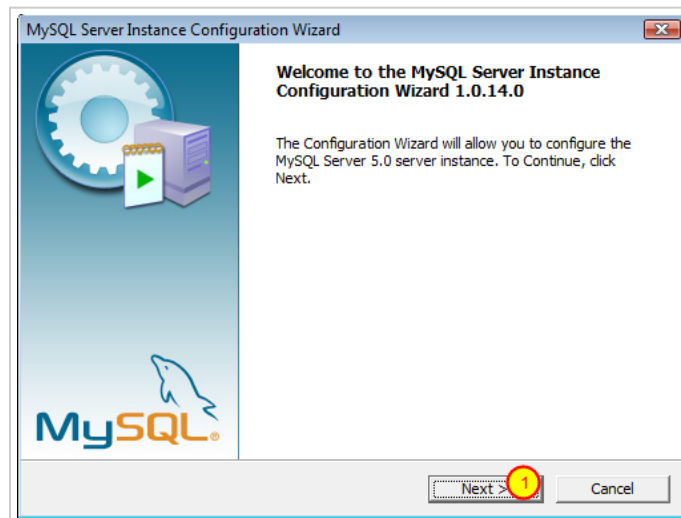 MySQL Server Instance Configuration Wizard
Welcome to the MySQL Server Instance
Configuration Wizard 1.0.14.0
The Configuration Wizard will allow you to configure the
MySQL Server 5.0 server instance. To Continue, click
Next.
MySQL®
Next > 1
Cancel